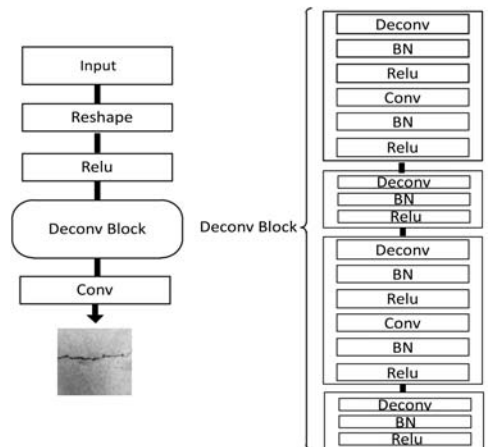 Input
Reshape
Relu
Deconv Block
Conv
Deconv Block
Deconv
BN
Relu
Conv
BN
Relu
Deconv
BN
Relu
Deconv
BN
Relu
Conv
BN
Relu
Deconv
BN
Relu